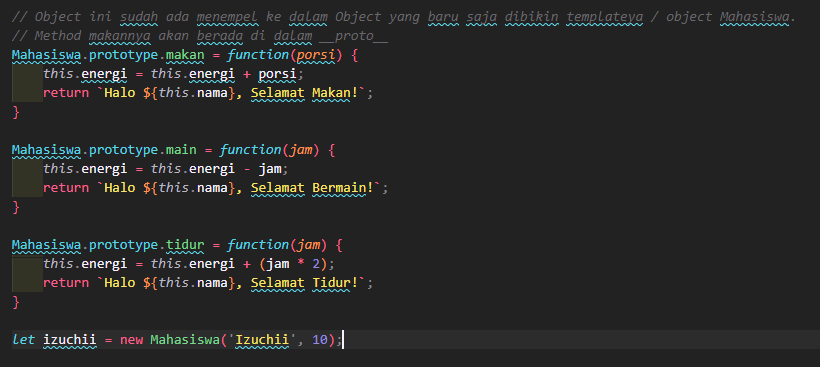 // Object ini sudah ada menempel ke dalam Object yang baru saja dibikin templateya / object Mahasiswa.
// Method makannya akan berada di dalam __proto__
Mahasiswa.prototype.makan = function(porsi) {
    this.energi = this.energi + porsi;
    return `Halo ${this.nama}, Selamat Makan!`;
}
Mahasiswa.prototype.main = function(jam) {
    this.energi = this.energi - jam;
    return `Halo ${this.nama}, Selamat Bermain!`;
}
Mahasiswa.prototype.tidur = function(jam) {
    this.energi = this.energi + (jam * 2);
    return `Halo ${this.nama}, Selamat Tidur!`;
}
let izuchii = new Mahasiswa('Izuchii', 10);